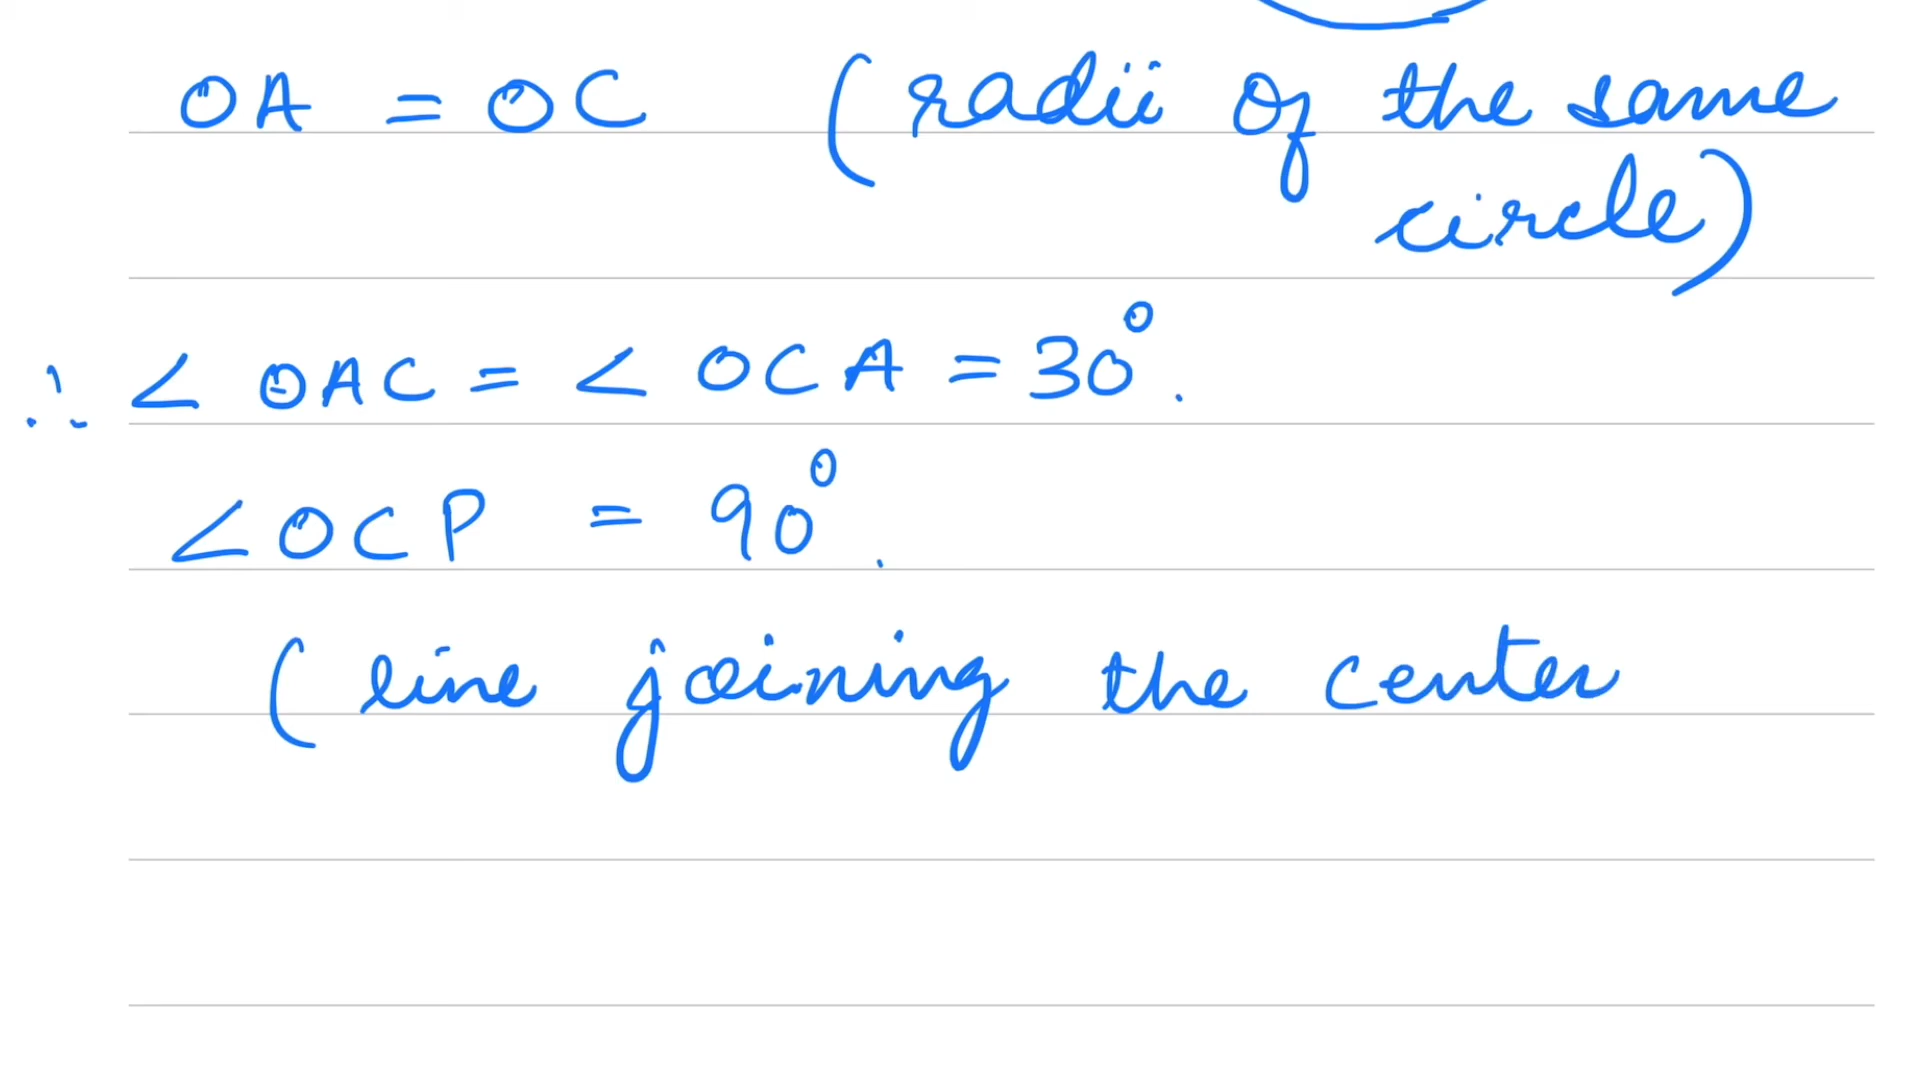 OA = OC (radii of the same
circle)
∴ ∠ OAC = ∠ OCA = 30°.
∠OCP = 90°.
(line joining the center